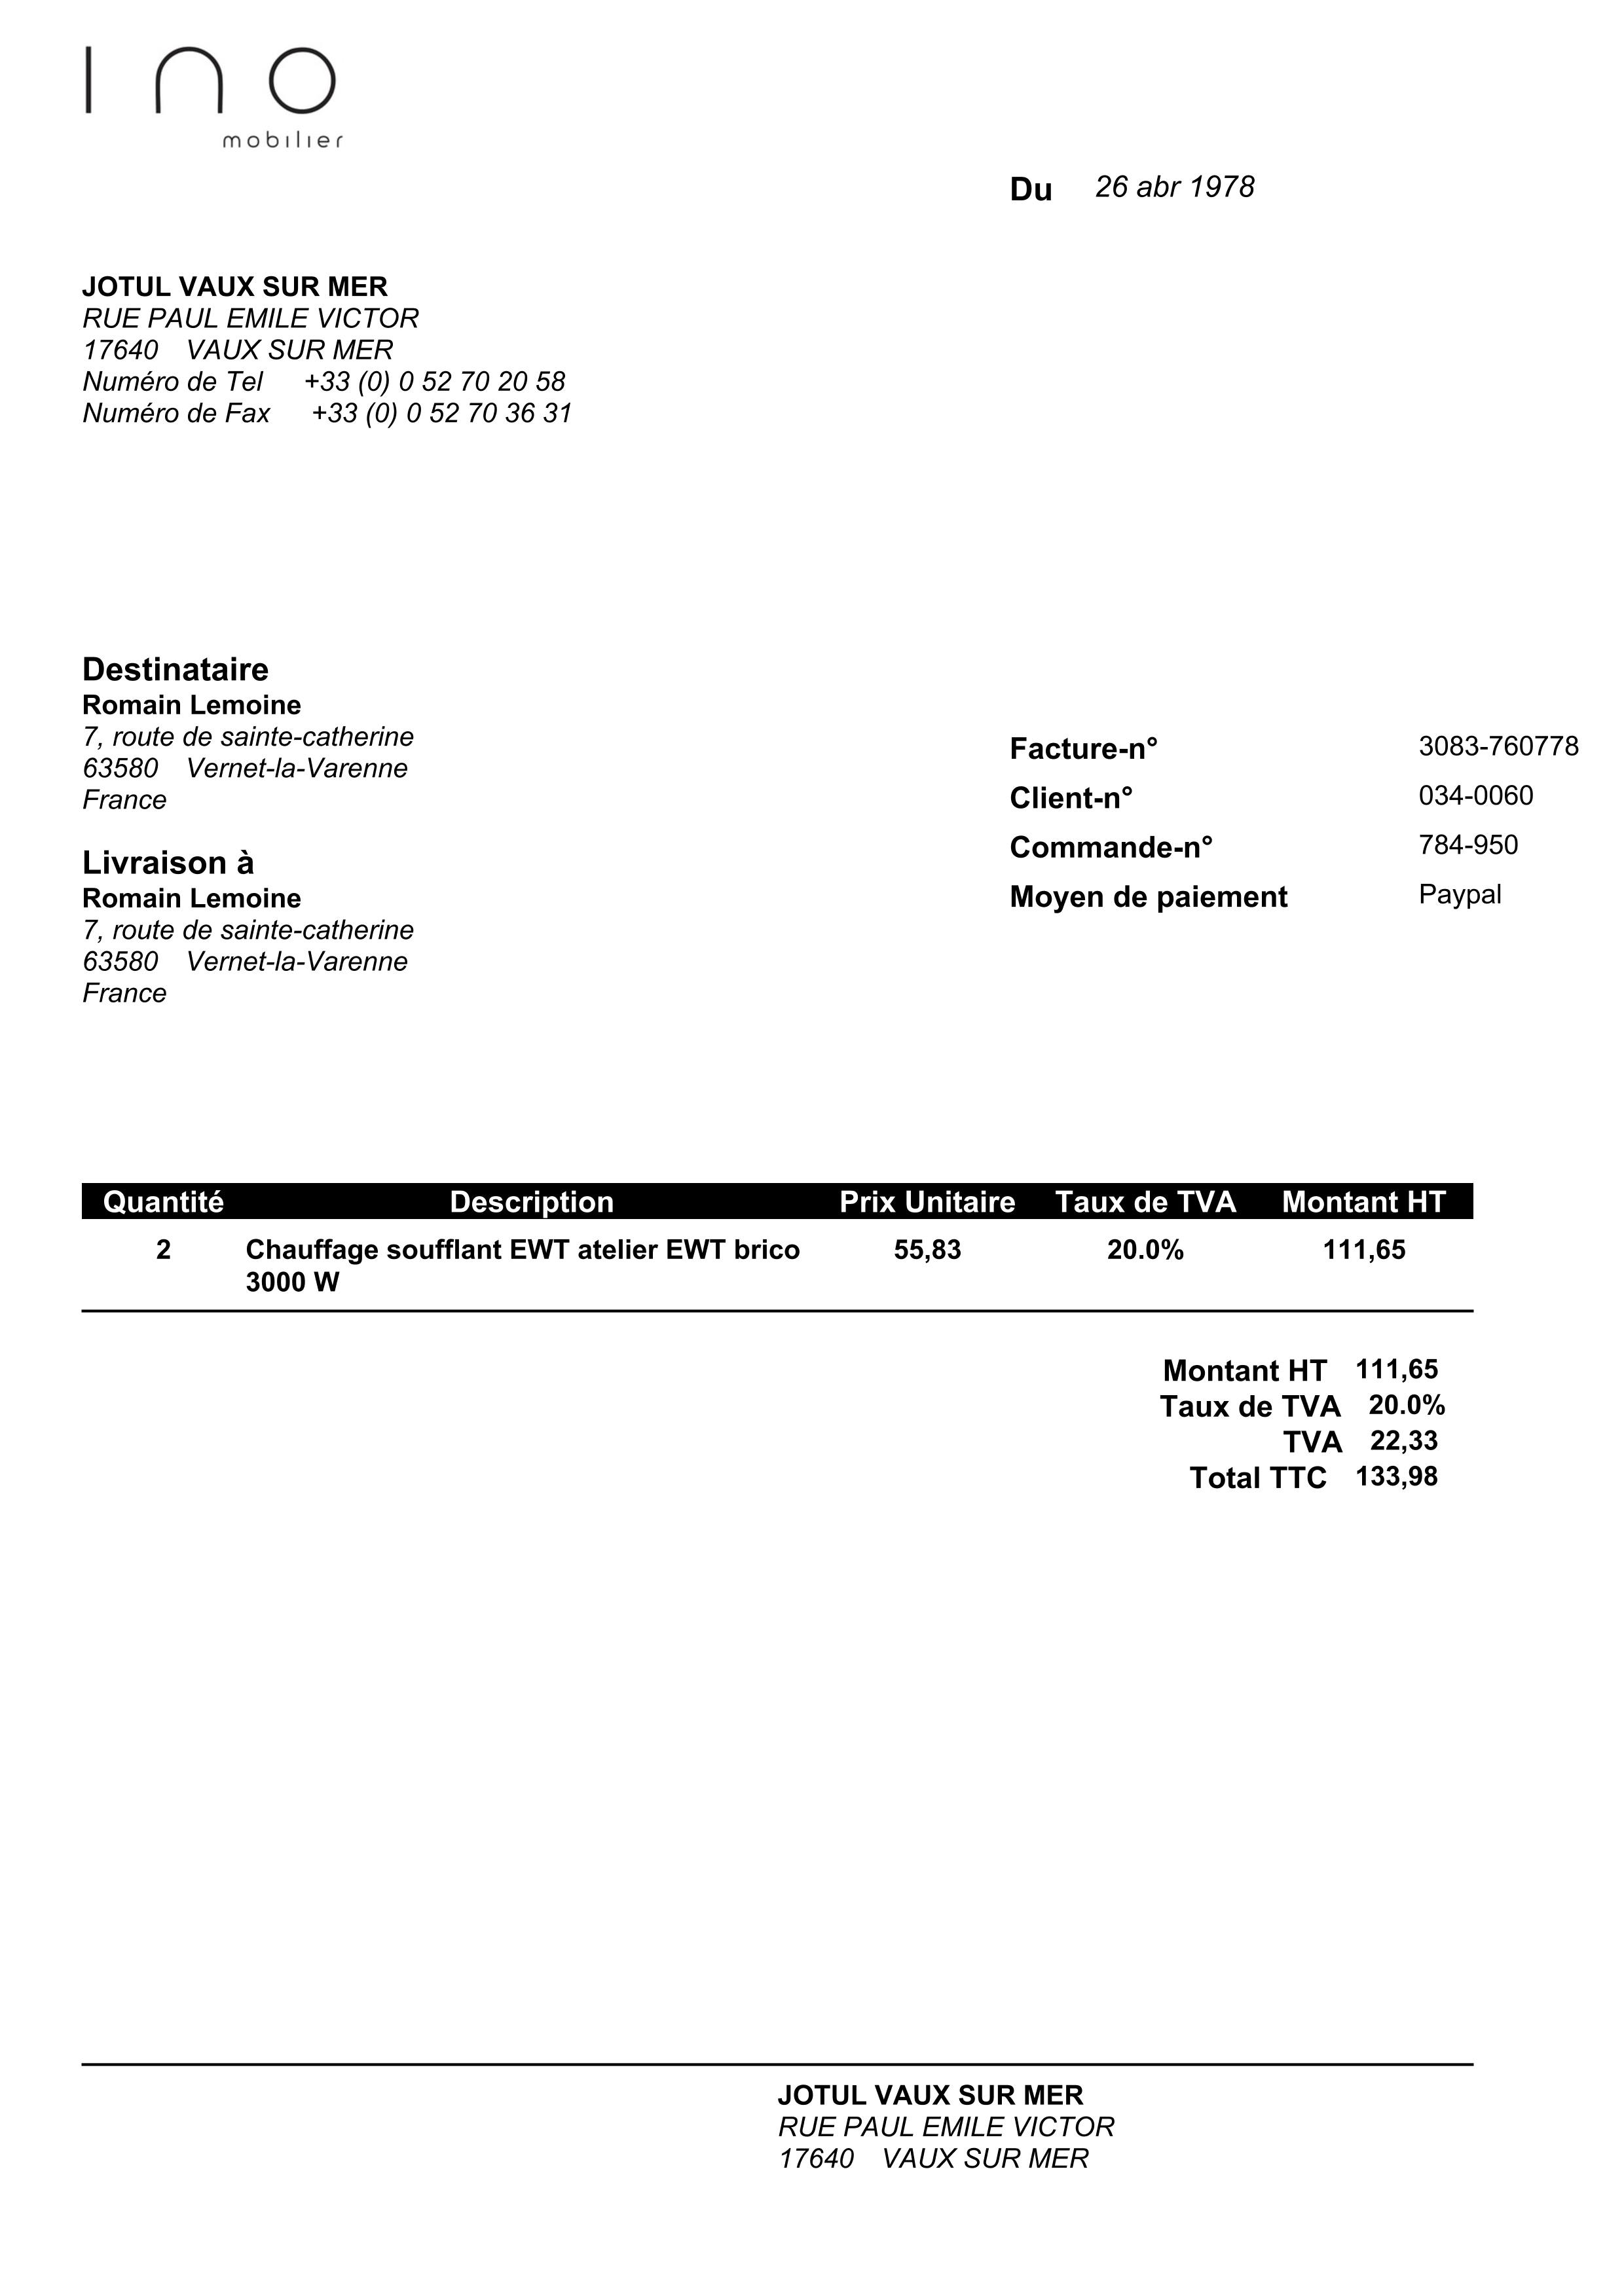 Ino
mobilier
Du 26 abr 1978
JOTUL VAUX SUR MER
RUE PAUL EMILE VICTOR
17640 VAUX SUR MER
Numéro de Tel +33 (0) 0 52 70 20 58
Numéro de Fax +33 (0) 0 52 70 36 31
Destinataire
Romain Lemoine
7, route de sainte-catherine
63580 Vernet-la-Varenne
France
Livraison à
Romain Lemoine
7, route de sainte-catherine
63580 Vernet-la-Varenne
France
Facture-n° 3083-760778
Client-n° 034-0060
Commande-n° 784-950
Moyen de paiement Paypal
Quantité Description Prix Unitaire Taux de TVA Montant HT
2 Chauffage soufflant EWT atelier EWT brico 55,83 20.0% 111,65
3000 W
Montant HT 111,65
Taux de TVA 20.0%
TVA 22,33
Total TTC 133,98
JOTUL VAUX SUR MER
RUE PAUL EMILE VICTOR
17640 VAUX SUR MER